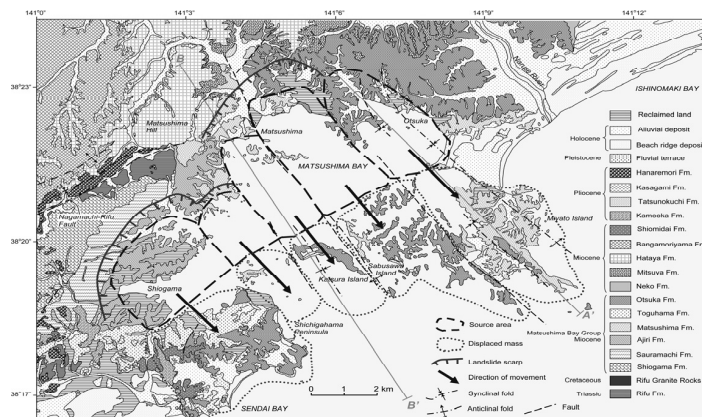 141°0' 141°3' 141°6' 141°9' 141°12'
38°23'
38°20'
Naruse River
ISHINOMAKI BAY
B
Matsushima Hill
Matsushima
Otsuka
MATSUSHIMA BAY
Nagamachi-Rifu Fault
Miyato Island
Sabusawa Island
Katsura Island
Shiogama
Shichigahama Peninsula
SENDAI BAY
A'
B'
Source area
Displaced mass
Landslide scarp
Direction of movement
Synclinal fold
Anticlinal fold
Fault
0 1 2 km
Reclaimed land
Holocene
Alluvial deposit
Beach ridge deposit
Pleistocene
Fluvial terrace
Hanaremori Fm.
Kasagami Fm.
Pliocene
Tatsunokuchi Fm.
Kameoka Fm.
Shiomidai Fm.
Bangamoriyama Fm.
Miocene
Hataya Fm.
Mitsuya Fm.
Neko Fm.
Otsuka Fm.
Toguhama Fm.
Matsushima Bay Group
Miocene
Matsushima Fm.
Ajiri Fm.
Sauramachi Fm.
Shiogama Fm.
Cretaceous
Rifu Granite Rocks
Triassic
Rifu Fm.